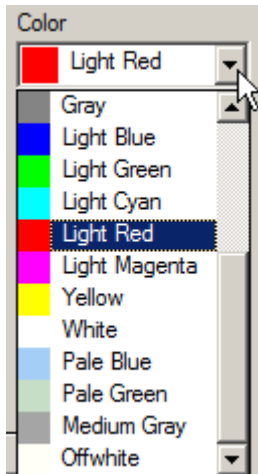 Color
Light Red
Gray
Light Blue
Light Green
Light Cyan
Light Red
Light Magenta
Yellow
White
Pale Blue
Pale Green
Medium Gray
Offwhite